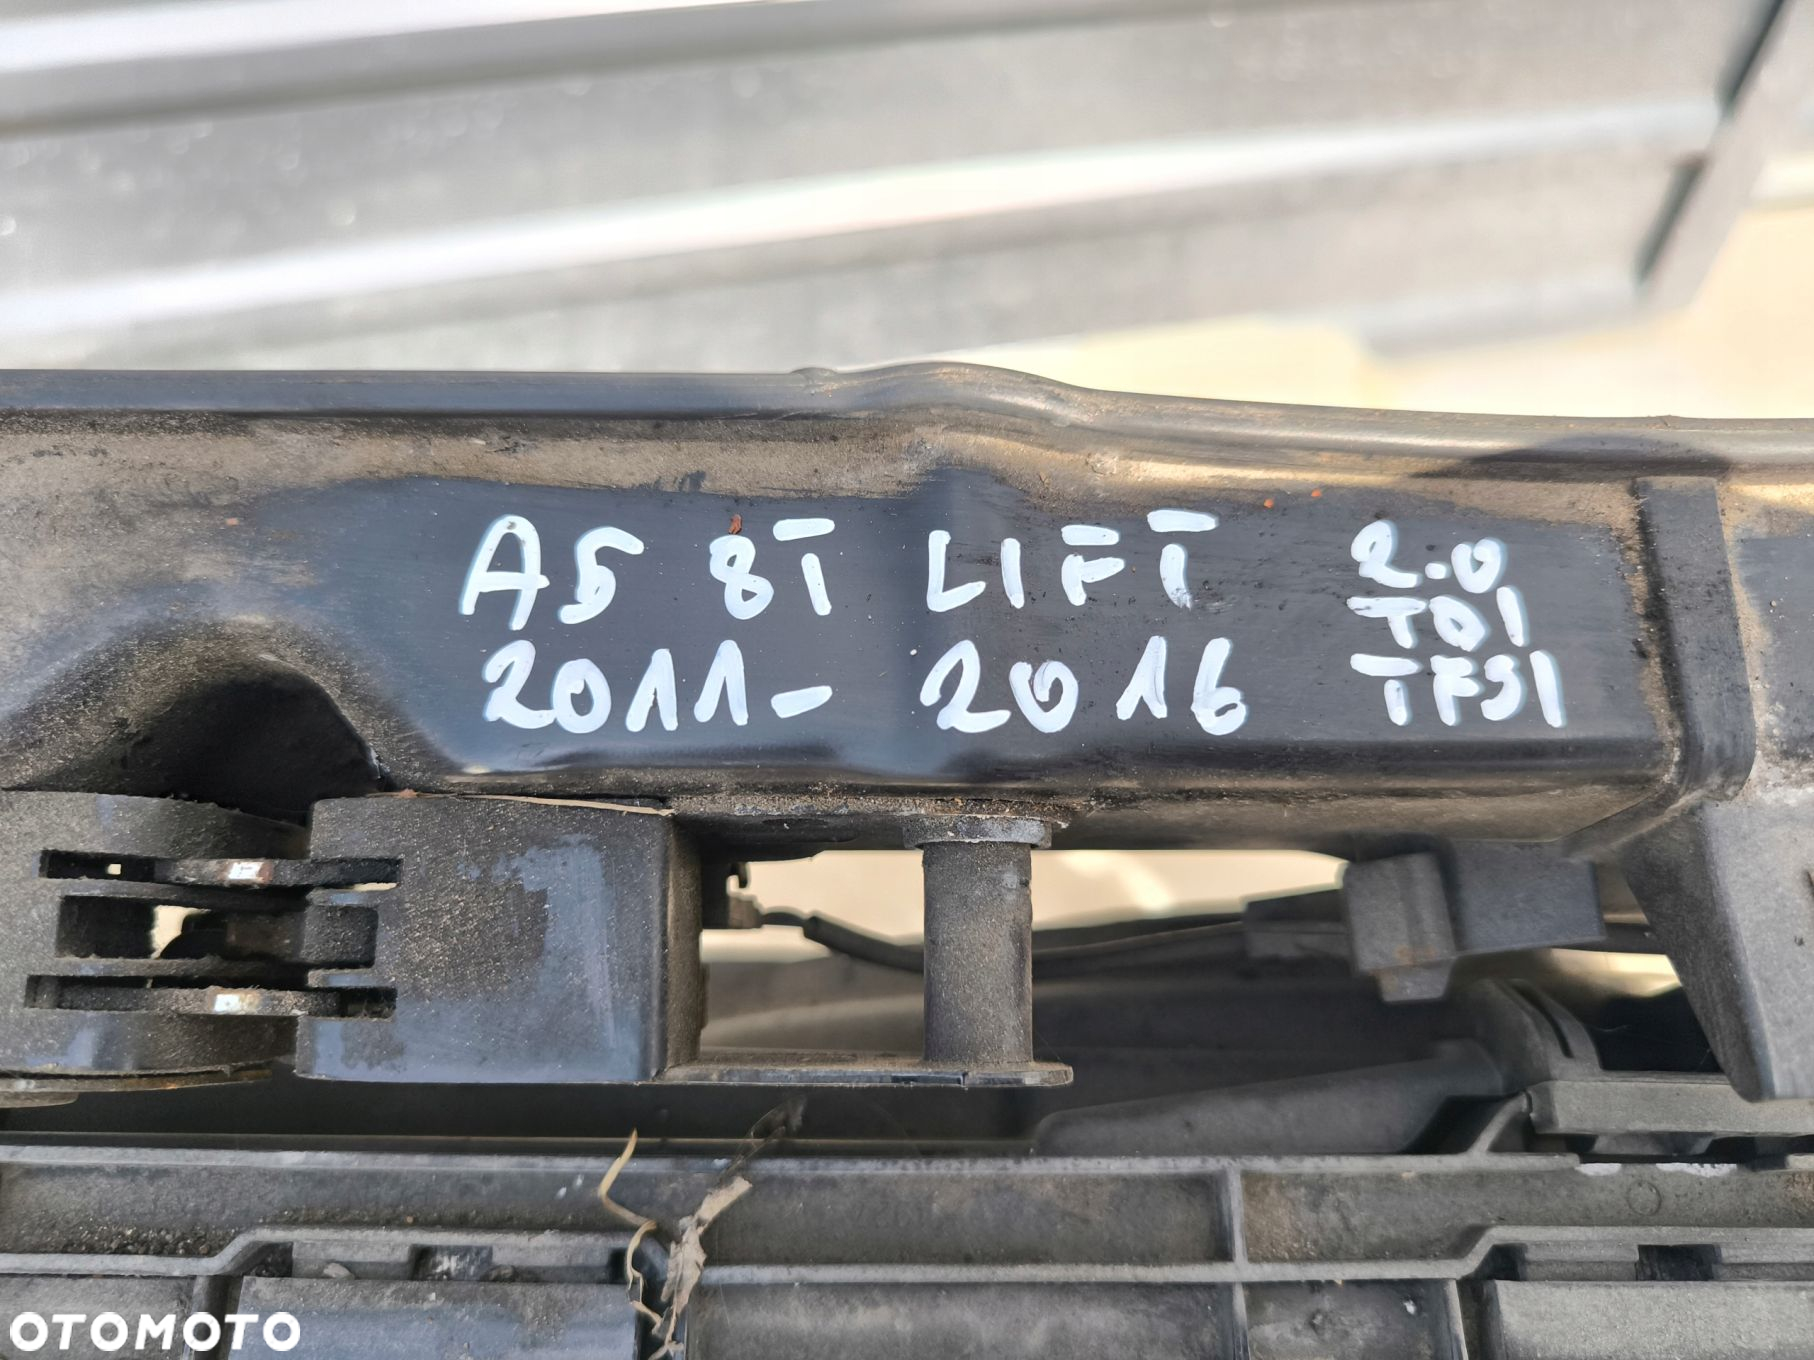 A5 8T LIFT 2.0
TDI
2011-2016 TFSI
OTOMOTO